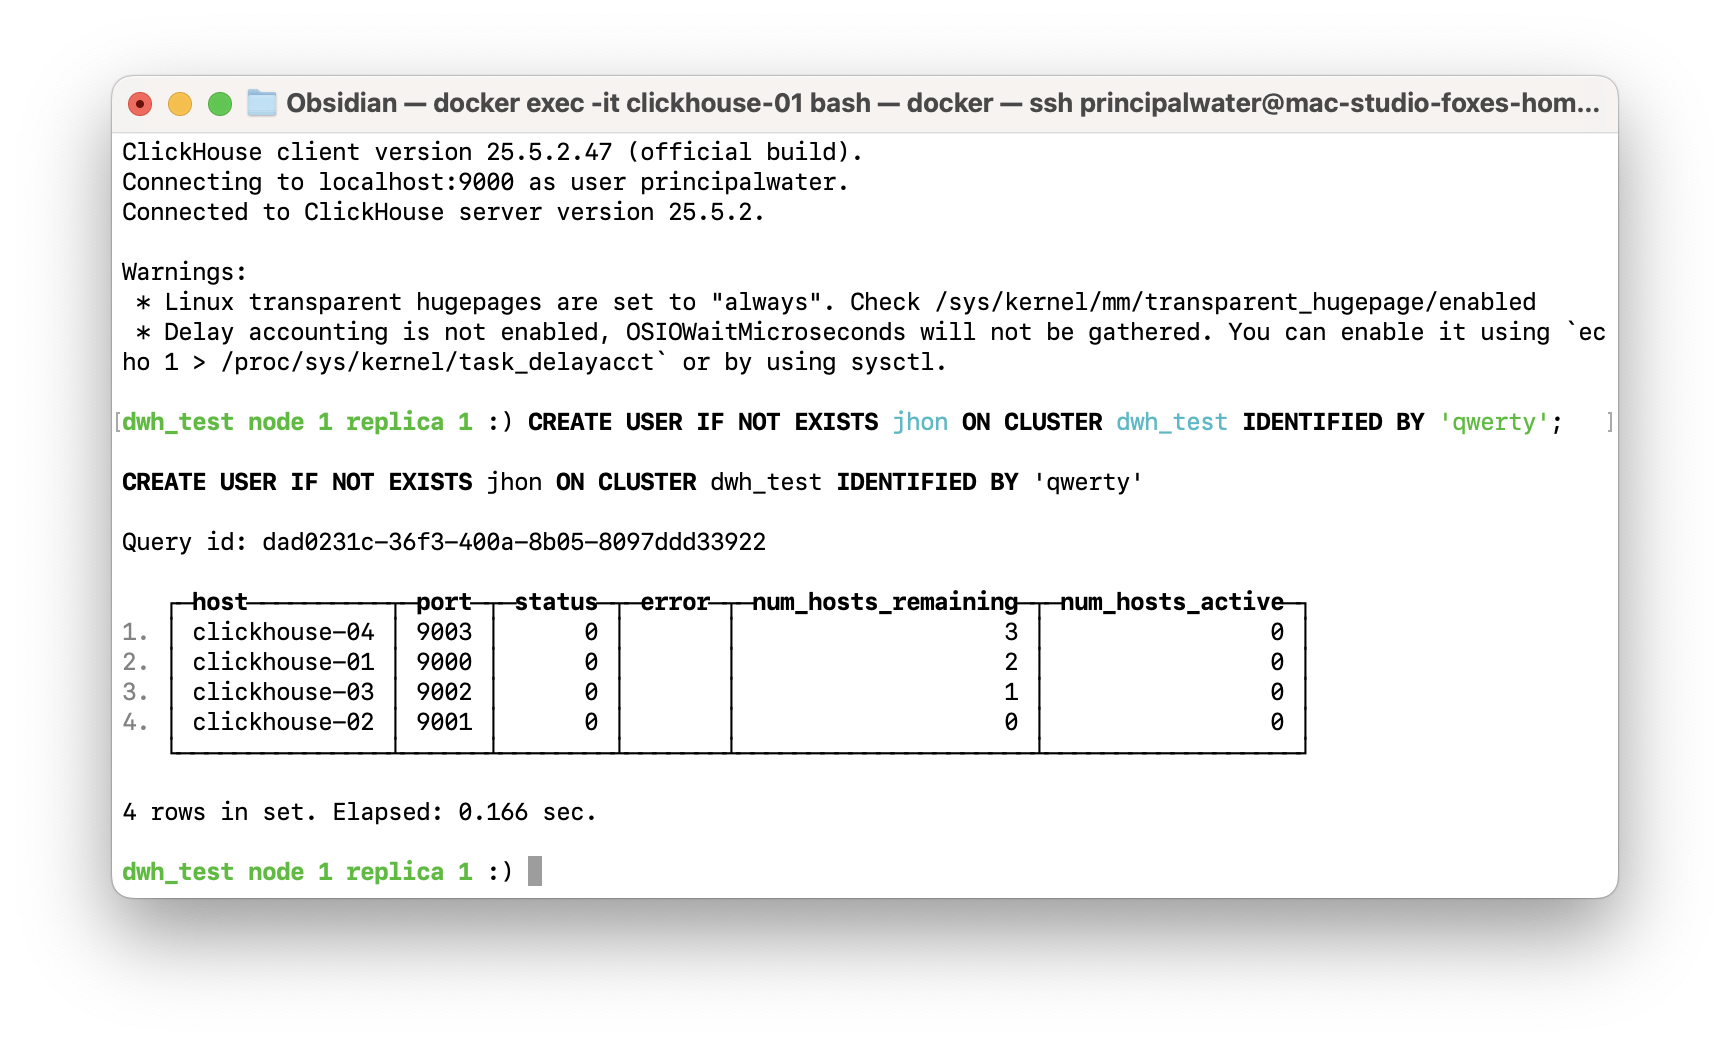 Obsidian — docker exec -it clickhouse-01 bash — docker — ssh principalwater@mac-studio-foxes-hom...
ClickHouse client version 25.5.2.47 (official build).
Connecting to localhost:9000 as user principalwater.
Connected to ClickHouse server version 25.5.2.
Warnings:
 * Linux transparent hugepages are set to "always". Check /sys/kernel/mm/transparent_hugepage/enabled
 * Delay accounting is not enabled, OSIOWaitMicroseconds will not be gathered. You can enable it using `ec
ho 1 > /proc/sys/kernel/task_delayacct` or by using sysctl.
[dwh_test node 1 replica 1 :) CREATE USER IF NOT EXISTS jhon ON CLUSTER dwh_test IDENTIFIED BY 'qwerty'; ]
CREATE USER IF NOT EXISTS jhon ON CLUSTER dwh_test IDENTIFIED BY 'qwerty'
Query id: dad0231c-36f3-400a-8b05-8097ddd33922
host port status error num_hosts_remaining num_hosts_active
1. clickhouse-04 9003 0 3 0
2. clickhouse-01 9000 0 2 0
3. clickhouse-03 9002 0 1 0
4. clickhouse-02 9001 0 0 0
4 rows in set. Elapsed: 0.166 sec.
dwh_test node 1 replica 1 :)